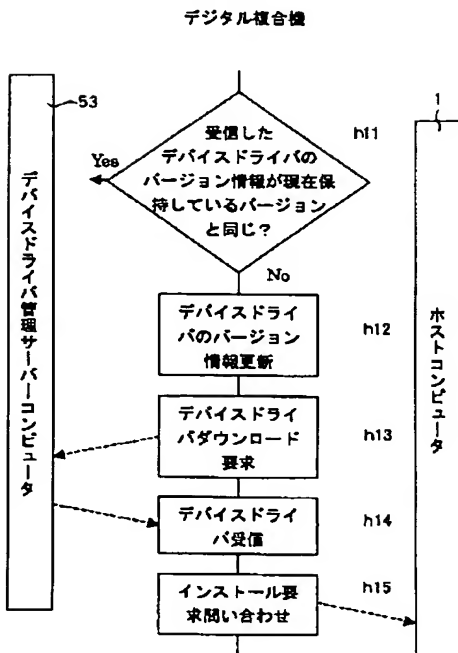 デジタル複合機
53
1
受信した
デバイスドライバの
バージョン情報が現在保
持しているバージョン
と同じ?
h11
Yes
No
デバイスドライ
バのバージョン
情報更新
h12
デバイスドライ
バダウンロード
要求
h13
デバイスドライ
バ受信
h14
インストール要
求問い合わせ
h15
デバイスドライバ管理サーバーコンピュータ
ホストコンピュータ